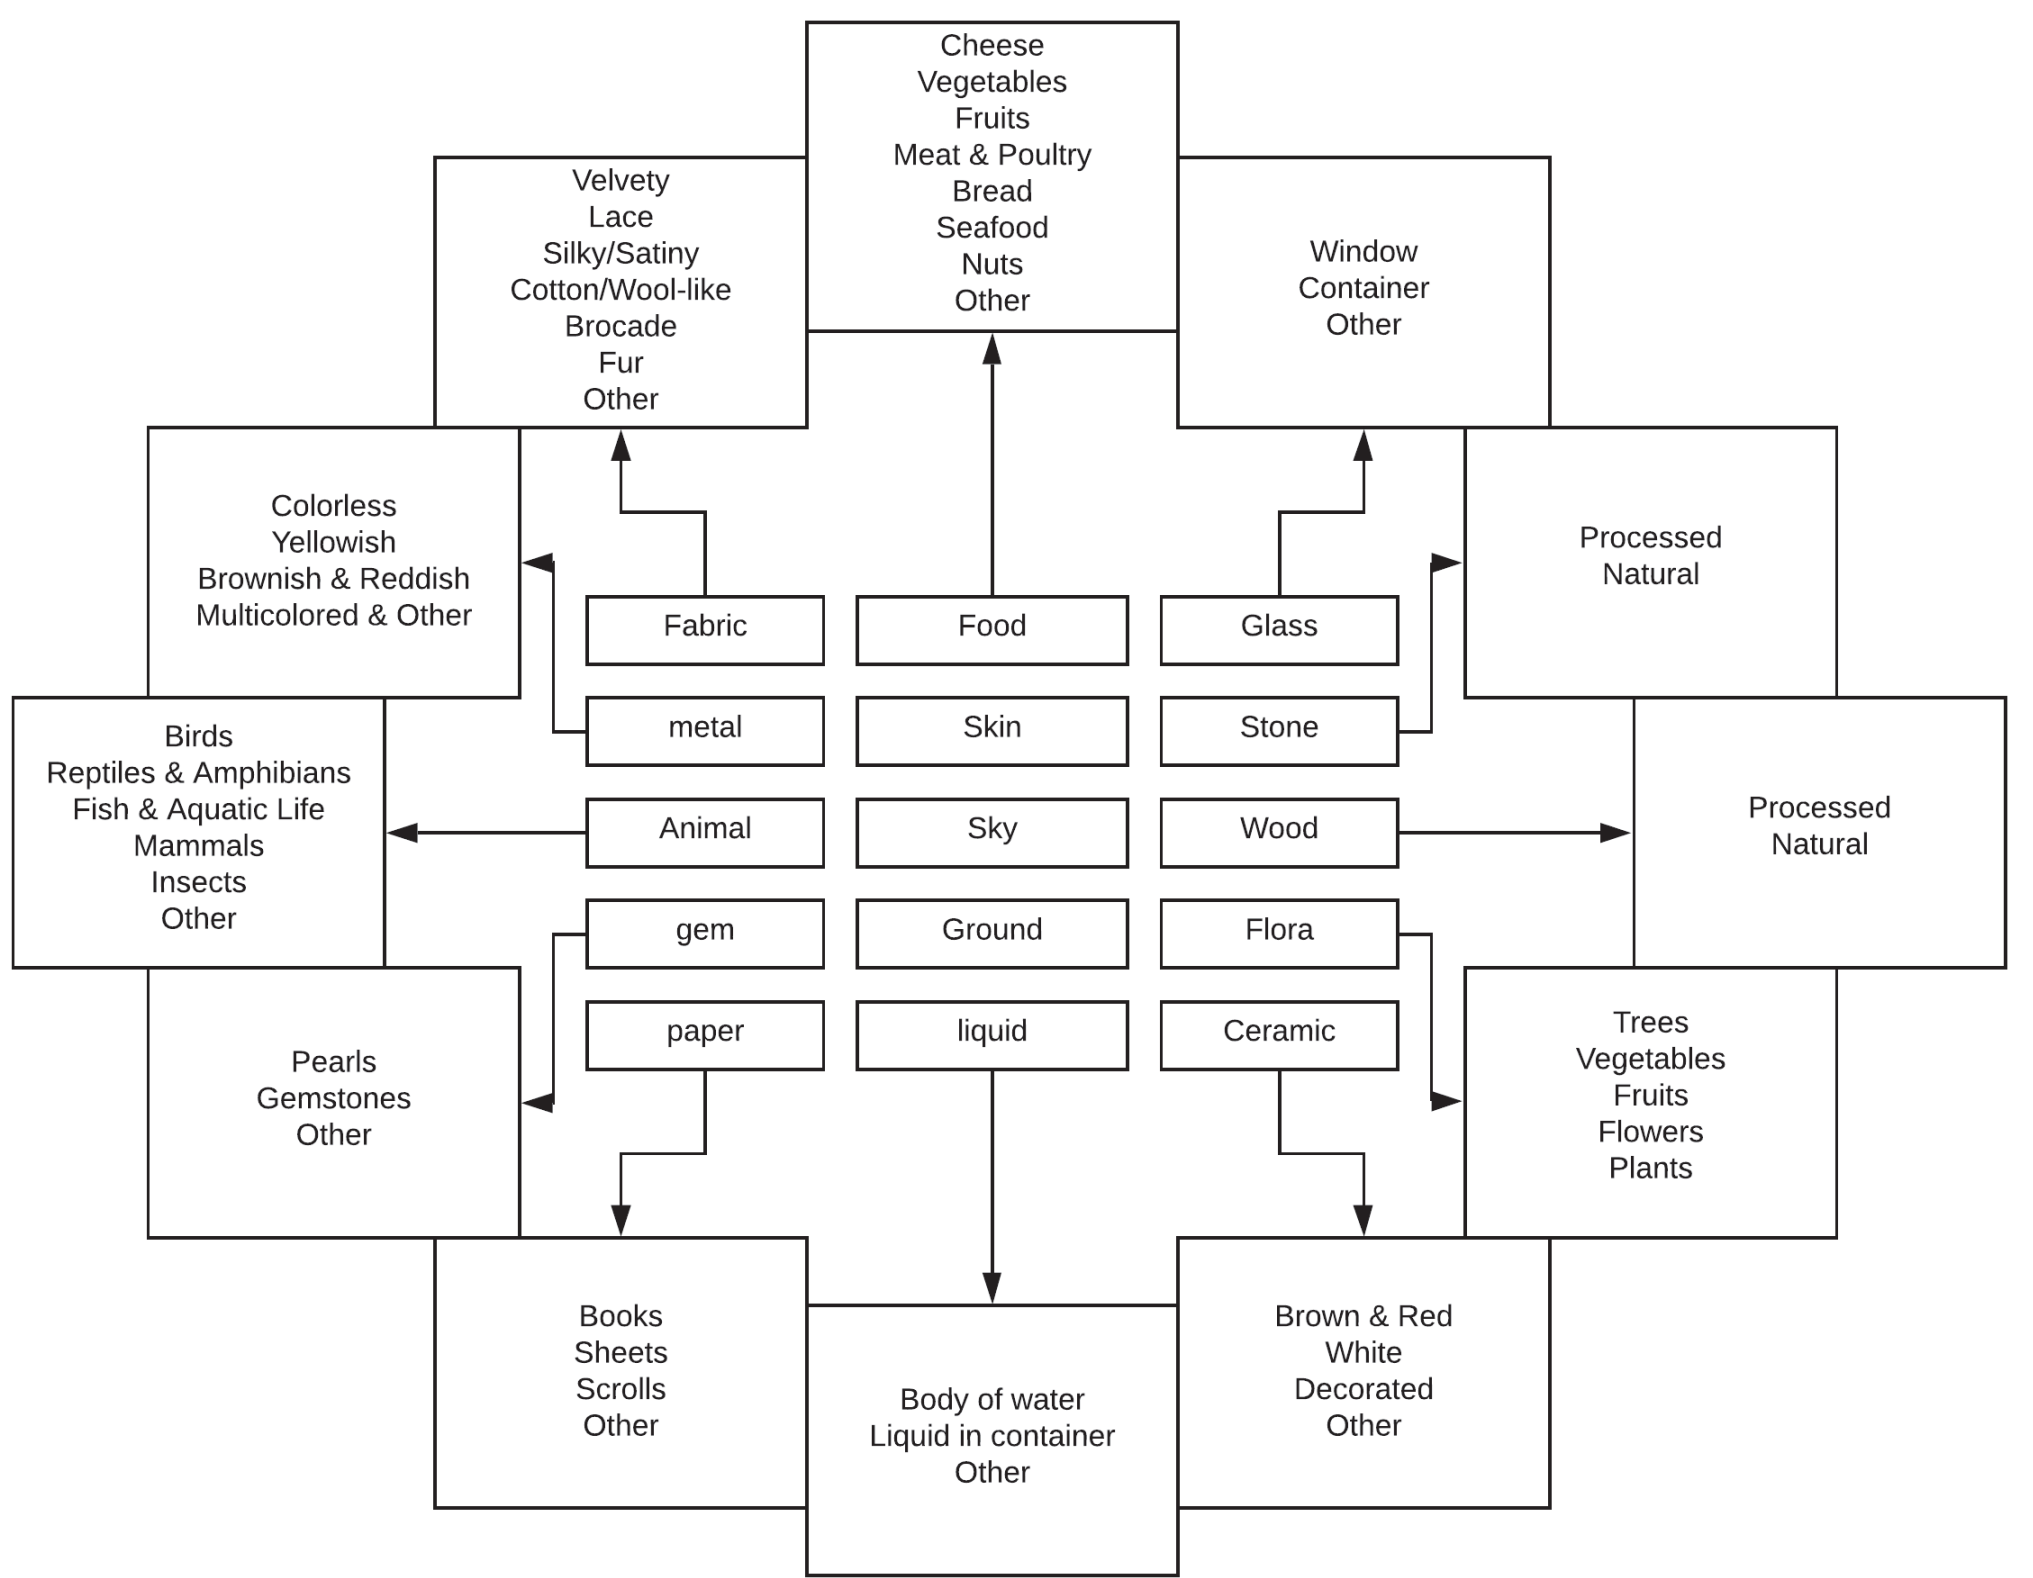 Cheese
Vegetables
Fruits
Meat & Poultry
Bread
Seafood
Nuts
Other
Velvety
Lace
Silky/Satiny
Cotton/Wool-like
Brocade
Fur
Other
Window
Container
Other
Colorless
Yellowish
Brownish & Reddish
Multicolored & Other
Processed
Natural
Fabric
Food
Glass
metal
Skin
Stone
Birds
Reptiles & Amphibians
Fish & Aquatic Life
Mammals
Insects
Other
Animal
Sky
Wood
Processed
Natural
gem
Ground
Flora
paper
liquid
Ceramic
Pearls
Gemstones
Other
Trees
Vegetables
Fruits
Flowers
Plants
Books
Sheets
Scrolls
Other
Body of water
Liquid in container
Other
Brown & Red
White
Decorated
Other